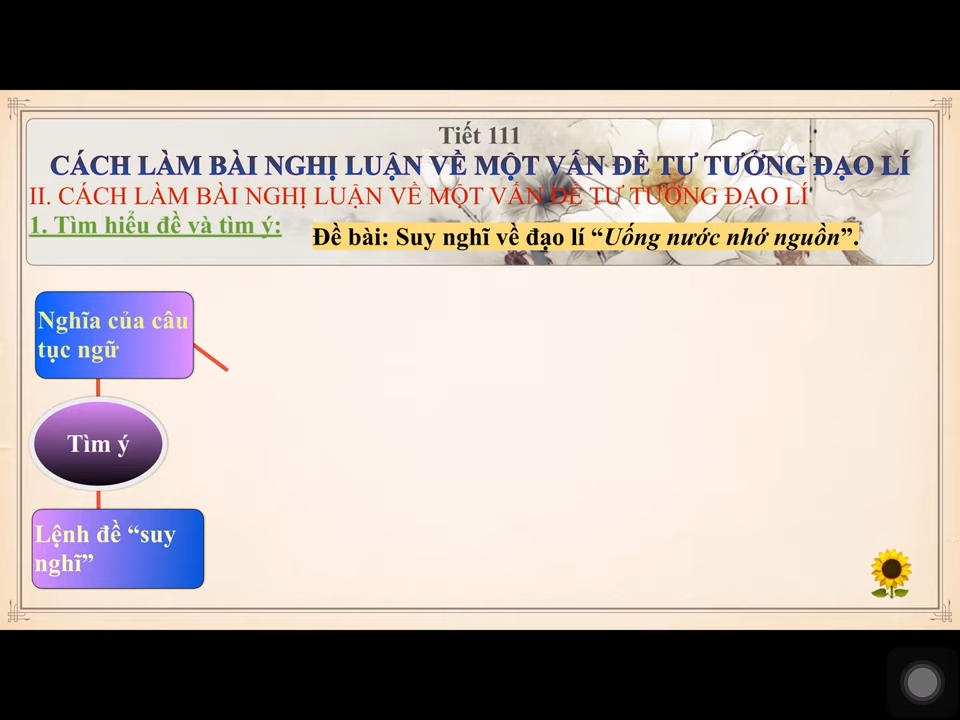 Tiết 111
CÁCH LÀM BÀI NGHỊ LUẬN VỀ MỘT VẤN ĐỀ TƯ TƯỞNG ĐẠO LÍ
II. CÁCH LÀM BÀI NGHỊ LUẬN VỀ MỘT VẤN ĐỀ TƯ TƯỞNG ĐẠO LÍ
1. Tìm hiểu đề và tìm ý:
Đề bài: Suy nghĩ về đạo lí “Uống nước nhớ nguồn”.
Nghĩa của câu
tục ngữ
Tìm ý
Lệnh đề “suy
nghĩ”